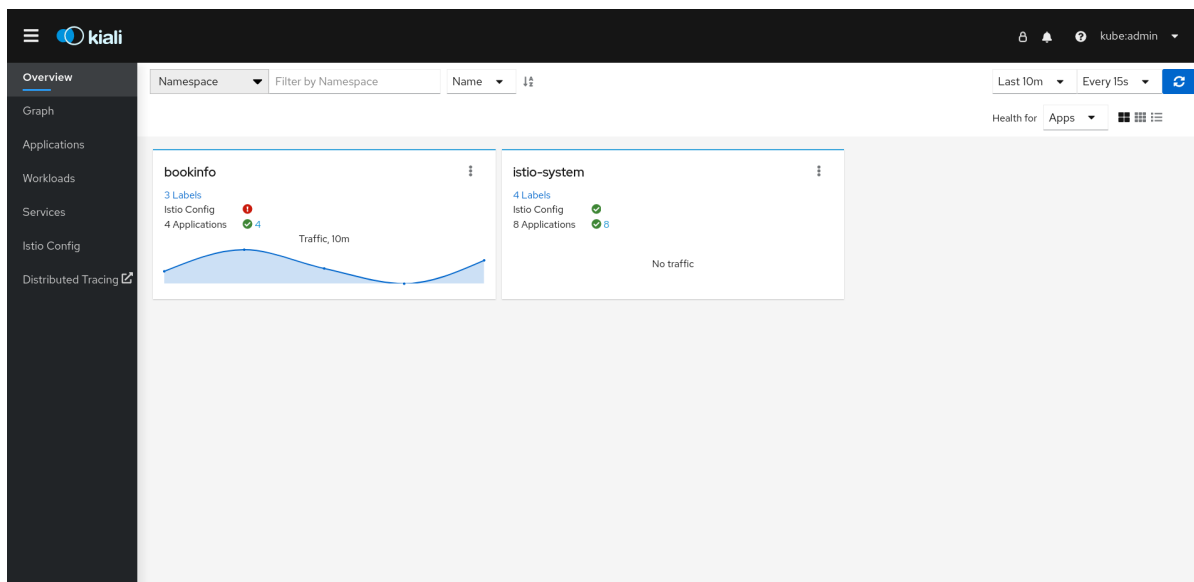 kiali
kube:admin
Overview
Graph
Applications
Workloads
Services
Istio Config
Distributed Tracing
Namespace Filter by Namespace Name
Last 10m Every 15s
Health for Apps
bookinfo
3 Labels
Istio Config
4 Applications 4
Traffic, 10m
istio-system
4 Labels
Istio Config
8 Applications 8
No traffic